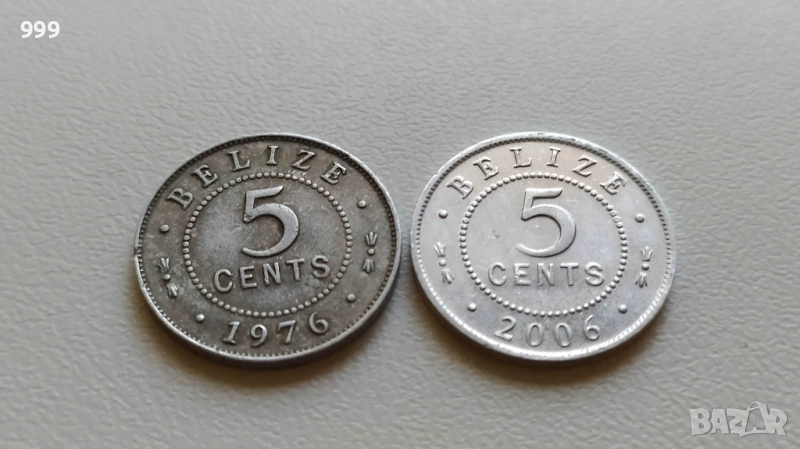 999
BELIZE
5
CENTS
1976
BELIZE
5
CENTS
2006
BAZAR